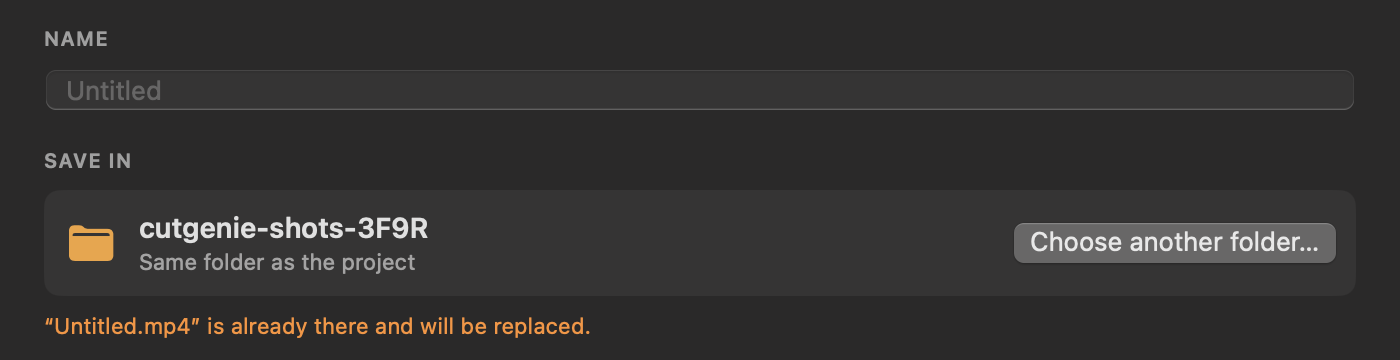 NAME
Untitled
SAVE IN
cutgenie-shots-3F9R
Same folder as the project
Choose another folder...
“Untitled.mp4” is already there and will be replaced.